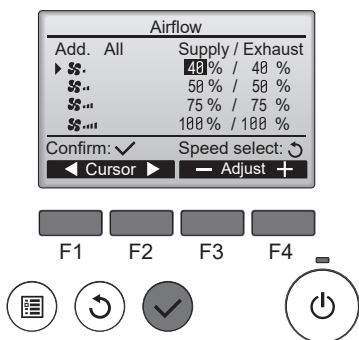 Airflow
Add. All Supply / Exhaust
40 % / 40 %
50 % / 50 %
75 % / 75 %
100 % / 100 %
Confirm: ✓ Speed select:
◀ Cursor ▶ — Adjust +
F1 F2 F3 F4